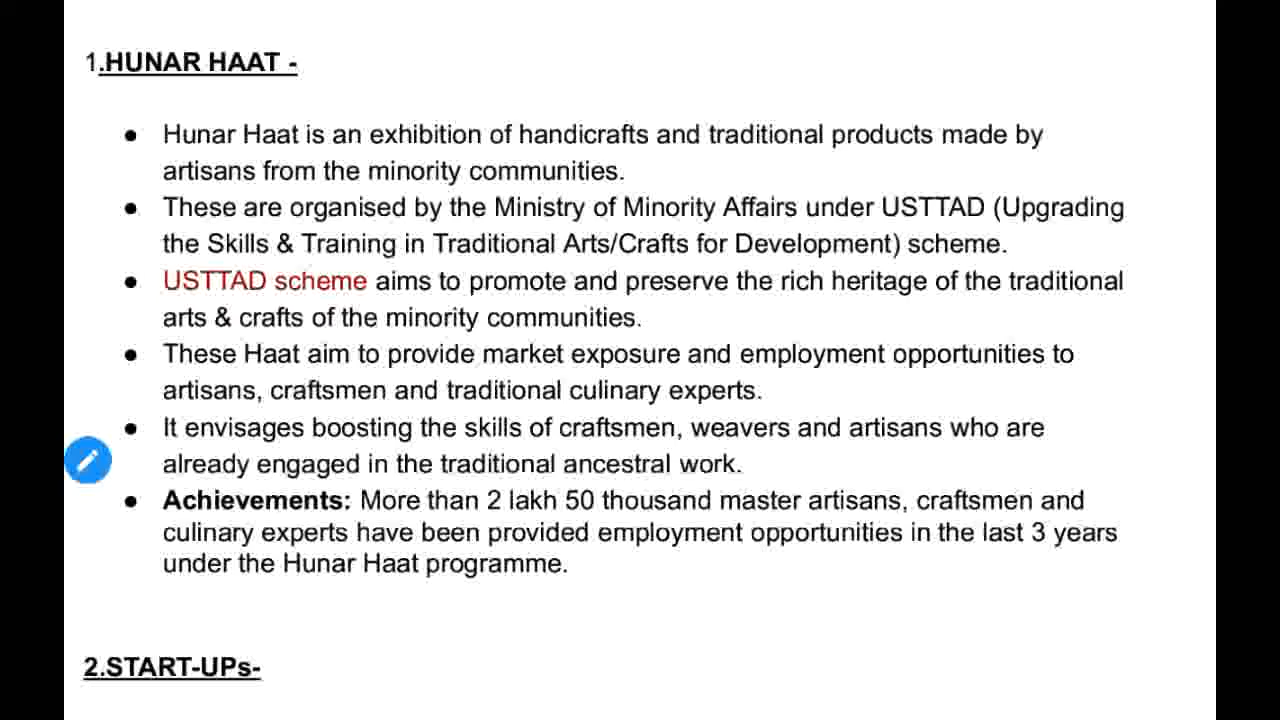 1.HUNAR HAAT -
● Hunar Haat is an exhibition of handicrafts and traditional products made by
artisans from the minority communities.
● These are organised by the Ministry of Minority Affairs under USTTAD (Upgrading
the Skills & Training in Traditional Arts/Crafts for Development) scheme.
● USTTAD scheme aims to promote and preserve the rich heritage of the traditional
arts & crafts of the minority communities.
● These Haat aim to provide market exposure and employment opportunities to
artisans, craftsmen and traditional culinary experts.
● It envisages boosting the skills of craftsmen, weavers and artisans who are
already engaged in the traditional ancestral work.
● Achievements: More than 2 lakh 50 thousand master artisans, craftsmen and
culinary experts have been provided employment opportunities in the last 3 years
under the Hunar Haat programme.
2.START-UPs-